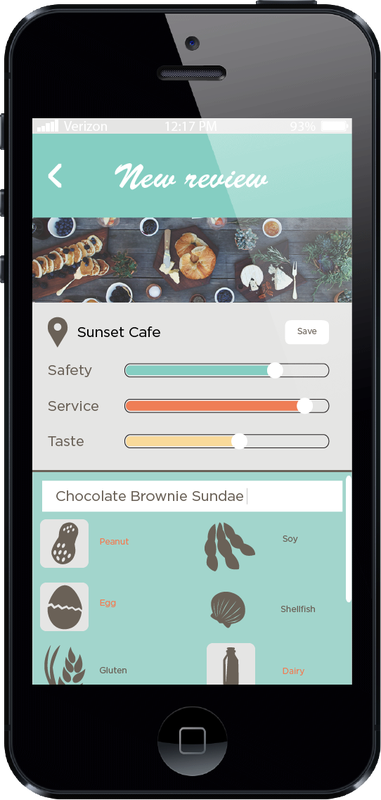 Verizon 12:17 PM 93%
New review
Sunset Cafe Save
Safety
Service
Taste
Chocolate Brownie Sundae
Peanut Soy
Egg Shellfish
Gluten Dairy